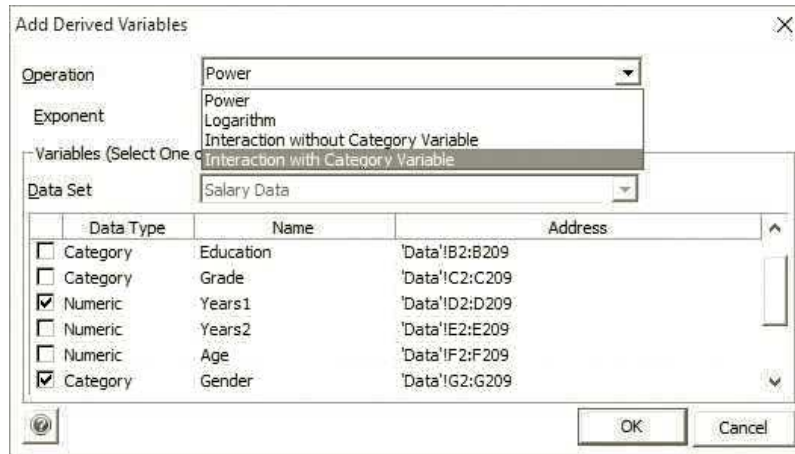 Add Derived Variables
Operation Power
Power
Exponent Logarithm
Interaction without Category Variable
Variables (Select One Interaction with Category Variable
Data Set Salary Data
Data Type Name Address
Category Education 'Data'!B2:B209
Category Grade 'Data'!C2:C209
Numeric Years1 'Data'!D2:D209
Numeric Years2 'Data'!E2:E209
Numeric Age 'Data'!F2:F209
Category Gender 'Data'!G2:G209
OK Cancel